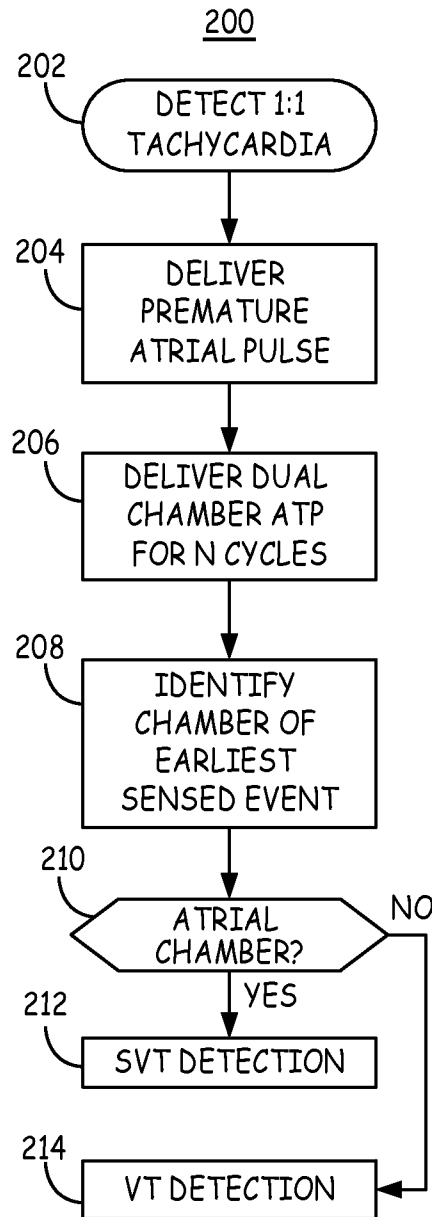 200
202
DETECT 1:1
TACHYCARDIA
204
DELIVER
PREMATURE
ATRIAL PULSE
206
DELIVER DUAL
CHAMBER ATP
FOR N CYCLES
208
IDENTIFY
CHAMBER OF
EARLIEST
SENSED EVENT
210
ATRIAL
CHAMBER?
NO
YES
212
SVT DETECTION
214
VT DETECTION